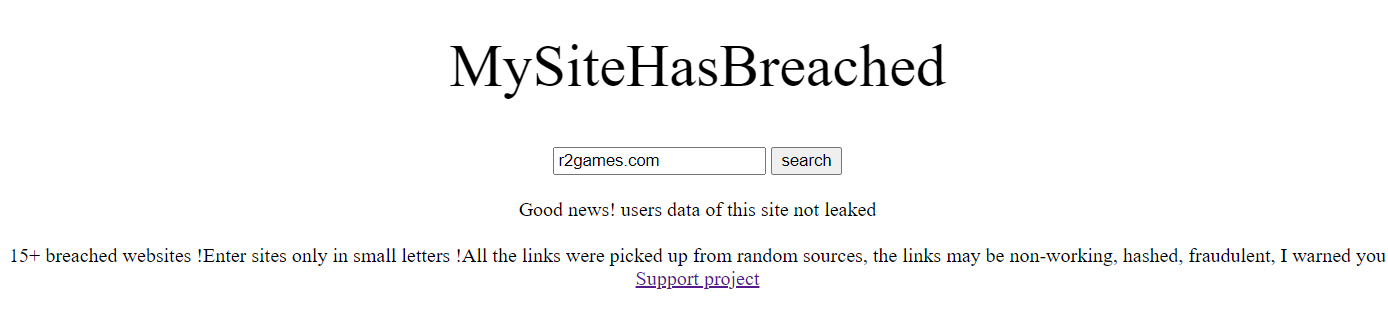 MySiteHasBreached
r2games.com search
Good news! users data of this site not leaked
15+ breached websites !Enter sites only in small letters !All the links were picked up from random sources, the links may be non-working, hashed, fraudulent, I warned you
Support project